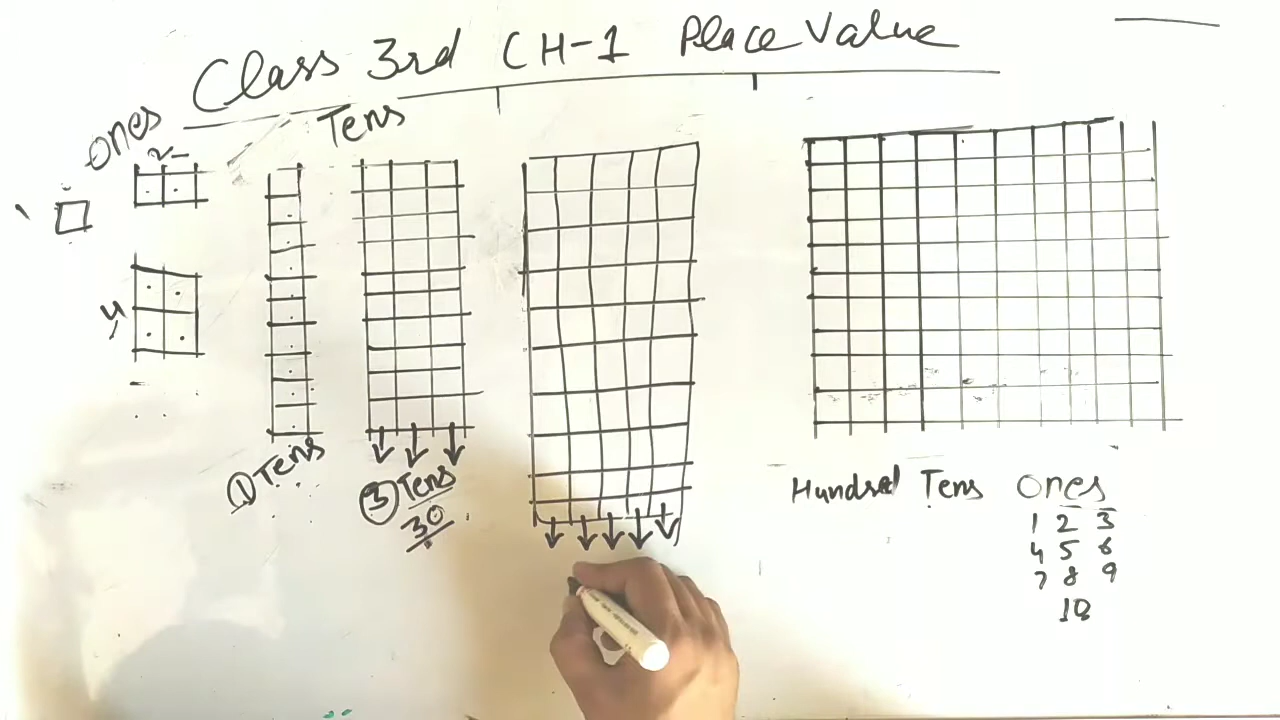 Class 3rd CH-1 Place Value
Ones
Tens
2
4
① Tens
③ Tens
30
Hundred Tens Ones
1 2 3
4 5 6
7 8 9
10